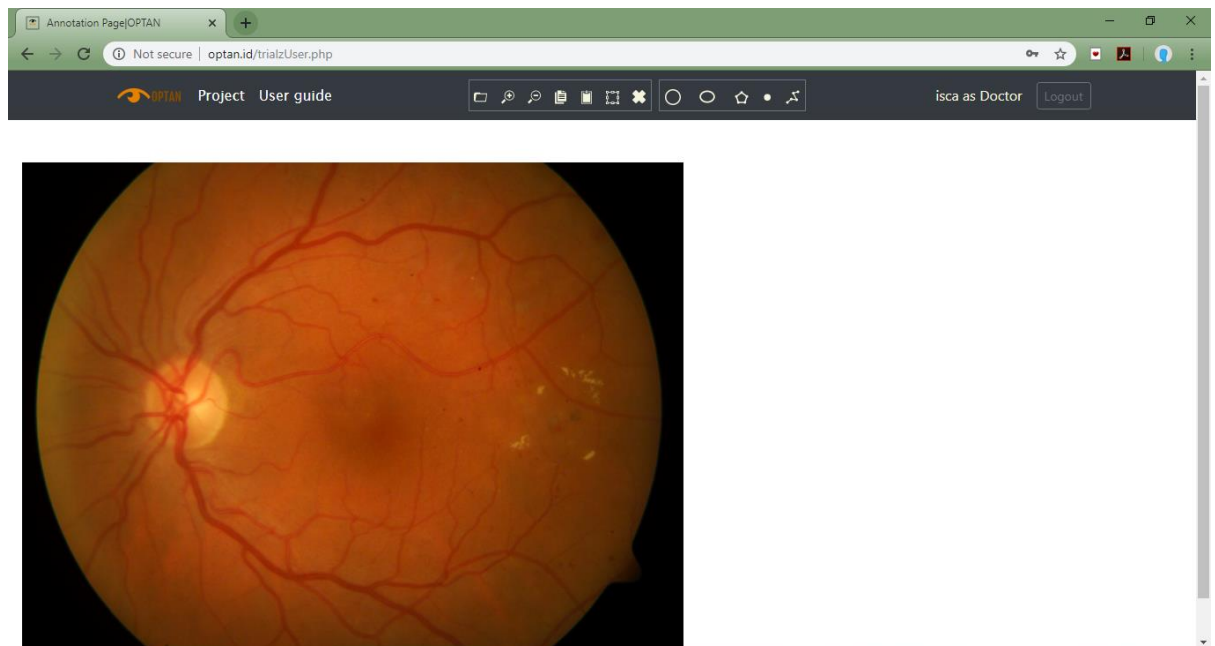 Annotation Page|OPTAN
Not secure | optan.id/trialzUser.php
OPTAN Project User guide isca as Doctor Logout